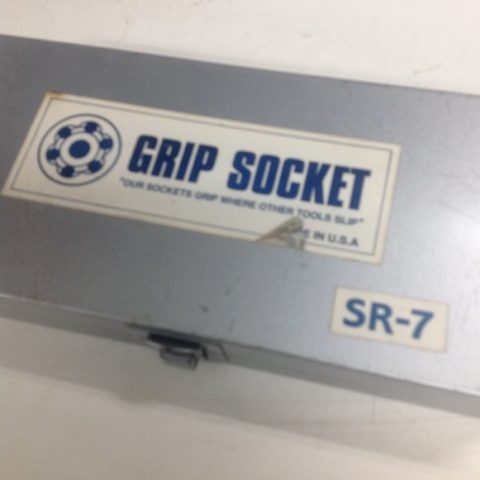 GRIP SOCKET
"OUR SOCKETS GRIP WHERE OTHER TOOLS SLIP"
IN U.S.A
SR-7